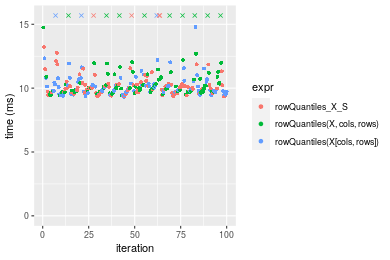 15
10
5
0
time (ms)
0
25
50
75
100
iteration
expr
rowQuantiles_X_S
rowQuantiles(X, cols, rows)
rowQuantiles(X[cols, rows])